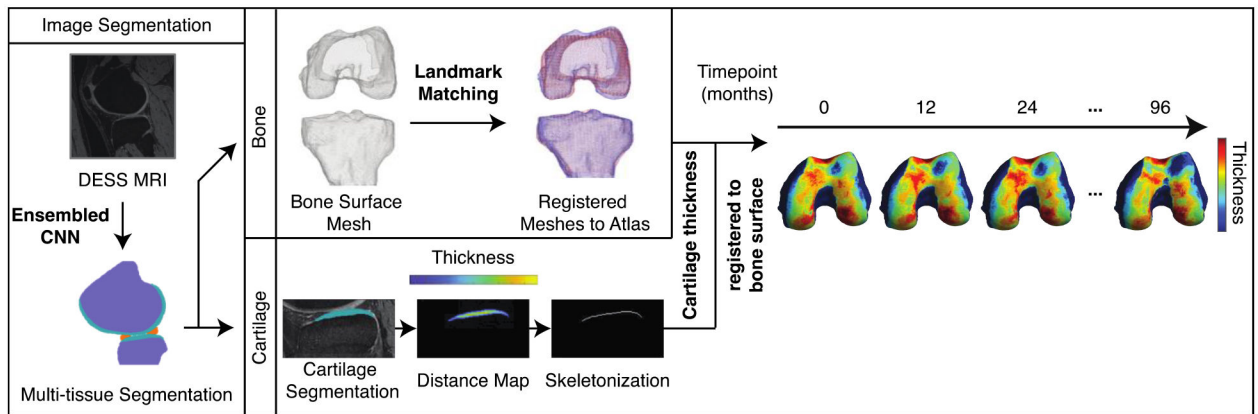 Image Segmentation
DESS MRI
Ensembled
CNN
Multi-tissue Segmentation
Bone
Bone Surface
Mesh
Landmark
Matching
Registered
Meshes to Atlas
Cartilage
Thickness
Cartilage
Segmentation
Distance Map
Skeletonization
Cartilage thickness
registered to
bone surface
Timepoint
(months)
0 12 24 ... 96
...
Thickness